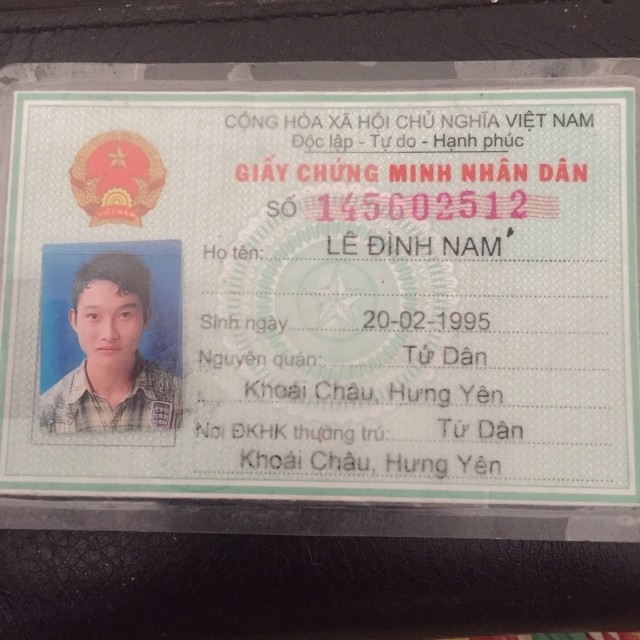 CỘNG HÒA XÃ HỘI CHỦ NGHĨA VIỆT NAM
Độc lập - Tự do - Hạnh phúc
GIẤY CHỨNG MINH NHÂN DÂN
SỐ 145602512
Họ tên: LÊ ĐÌNH NAM
Sinh ngày 20-02-1995
Nguyên quán: Tứ Dân
Khoái Châu, Hưng Yên
Nơi ĐKHK thường trú: Tứ Dân
Khoái Châu, Hưng Yên